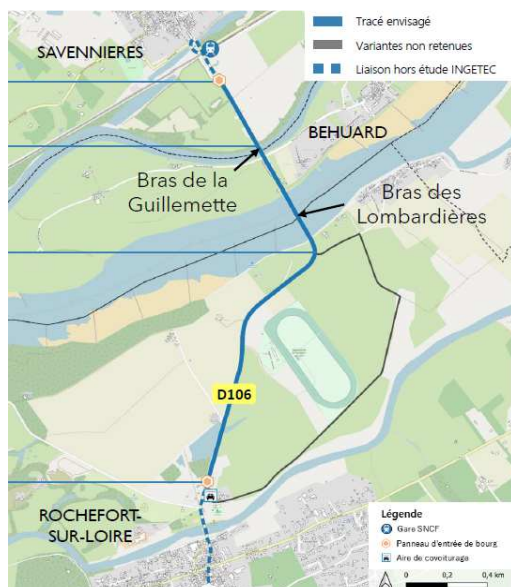 Tracé envisagé
Variantes non retenues
Liaison hors étude INGETEC
SAVENNIERES
BEHUARD
Bras de la
Guillemette
Bras des
Lombardières
D106
ROCHEFORT-
SUR-LOIRE
Légende
Gare SNCF
Panneau d'entrée de bourg
Aire de covoiturage
0 0,2 0,4 km